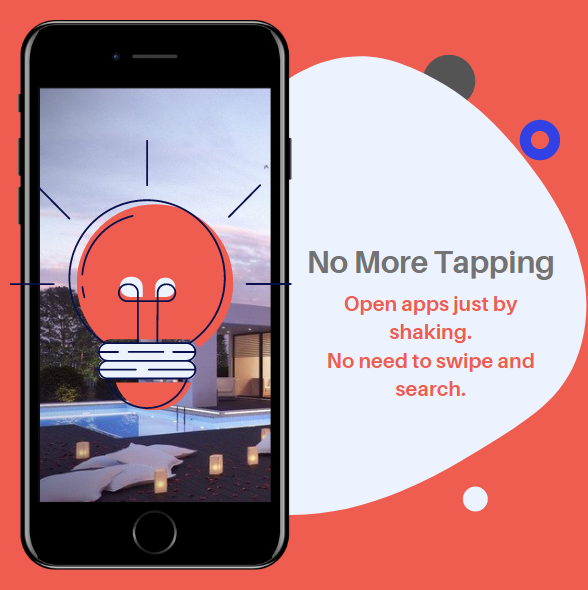 No More Tapping
Open apps just by
shaking.
No need to swipe and
search.